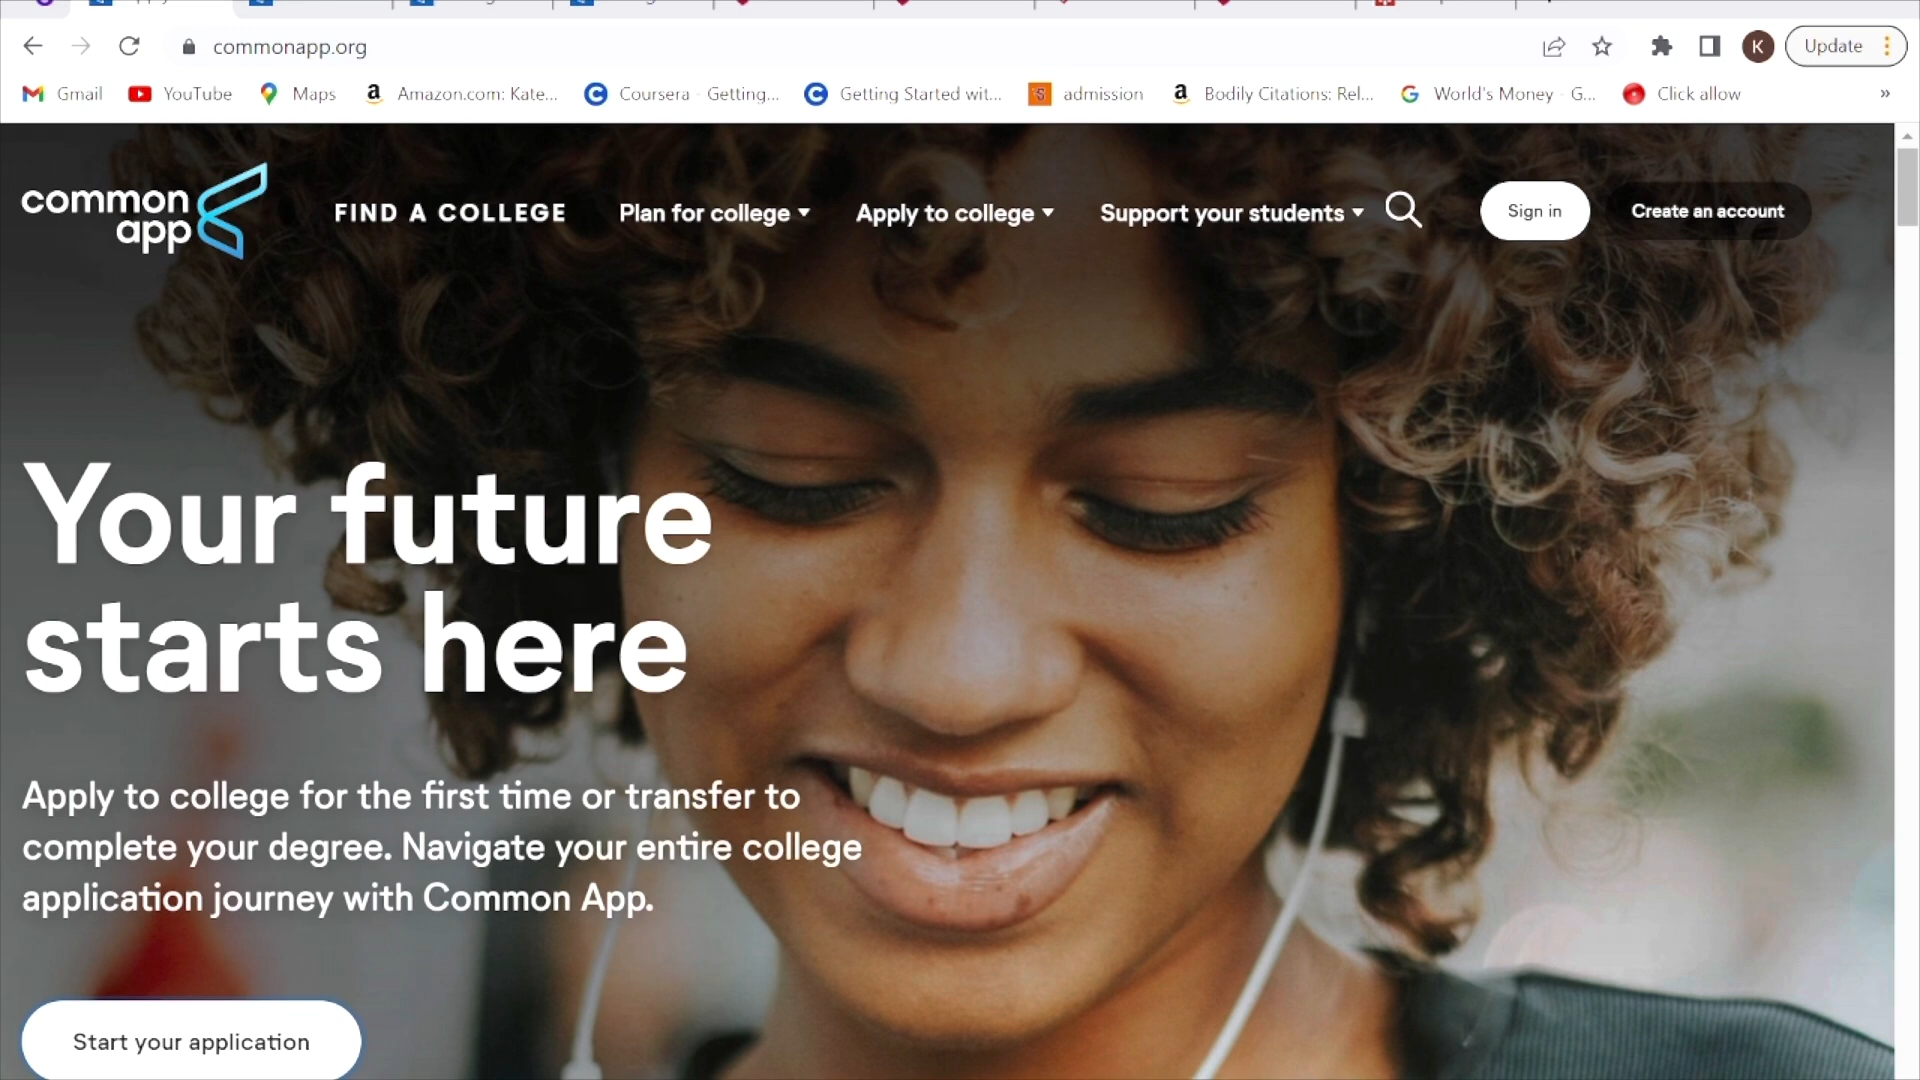 commonapp.org
K
Update
Gmail YouTube Maps Amazon.com: Kate... Coursera - Getting... Getting Started wit... admission Bodily Citations: Rel... World's Money - G... Click allow »
common
app
FIND A COLLEGE Plan for college Apply to college Support your students Sign in Create an account
Your future
starts here
Apply to college for the first time or transfer to
complete your degree. Navigate your entire college
application journey with Common App.
Start your application